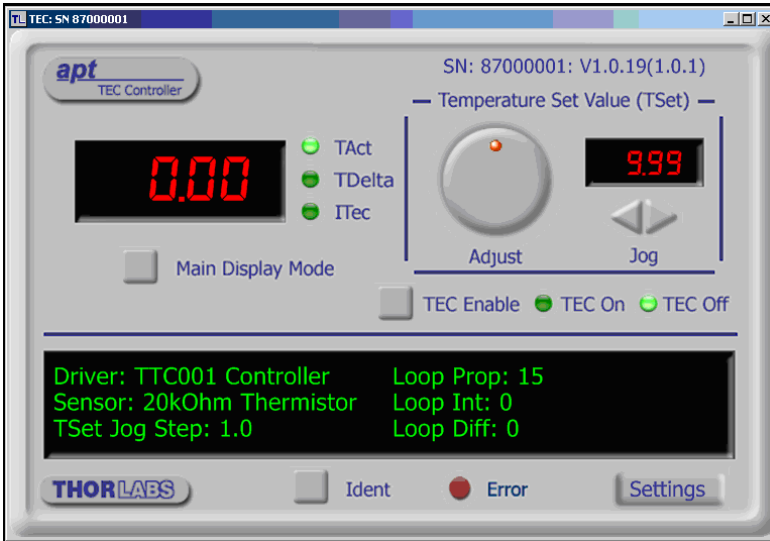 TEC: SN 87000001
apt
TEC Controller
SN: 87000001: V1.0.19(1.0.1)
Temperature Set Value (TSet)
0.00
TAct
TDelta
ITec
9.99
Adjust
Jog
Main Display Mode
TEC Enable
TEC On
TEC Off
Driver: TTC001 Controller
Loop Prop: 15
Sensor: 20kOhm Thermistor
Loop Int: 0
TSet Jog Step: 1.0
Loop Diff: 0
THORLABS
Ident
Error
Settings